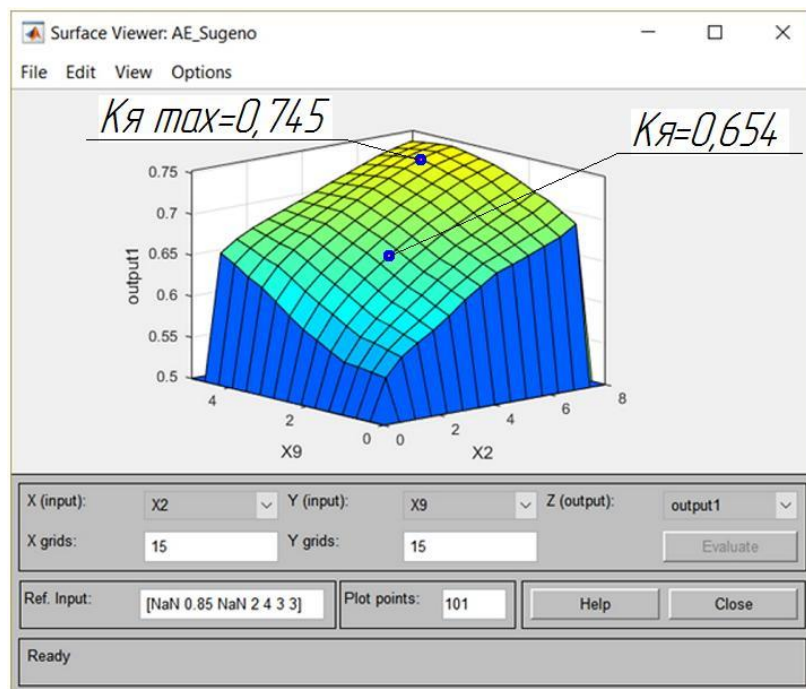 Surface Viewer: AE_Sugeno
File Edit View Options
Kя max=0,745
Kя=0,654
0.75
0.7
0.65
0.6
0.55
0.5
output1
4
2
0
X9
0
2
4
6
8
X2
X (input): X2 Y (input): X9 Z (output): output1
X grids: 15 Y grids: 15 Evaluate
Ref. Input: [NaN 0.85 NaN 2 4 3 3] Plot points: 101 Help Close
Ready